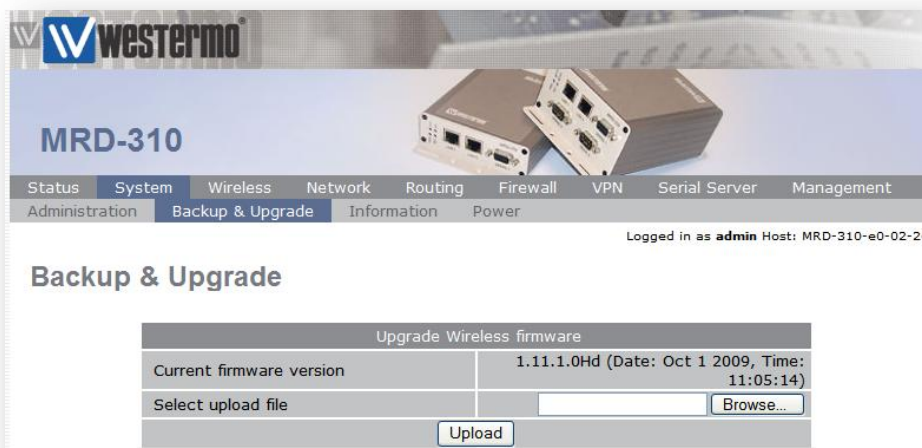 westermo
MRD-310
Status System Wireless Network Routing Firewall VPN Serial Server Management
Administration Backup & Upgrade Information Power
Logged in as admin Host: MRD-310-e0-02-2
Backup & Upgrade
Upgrade Wireless firmware
Current firmware version 1.11.1.0Hd (Date: Oct 1 2009, Time:
11:05:14)
Select upload file Browse...
Upload